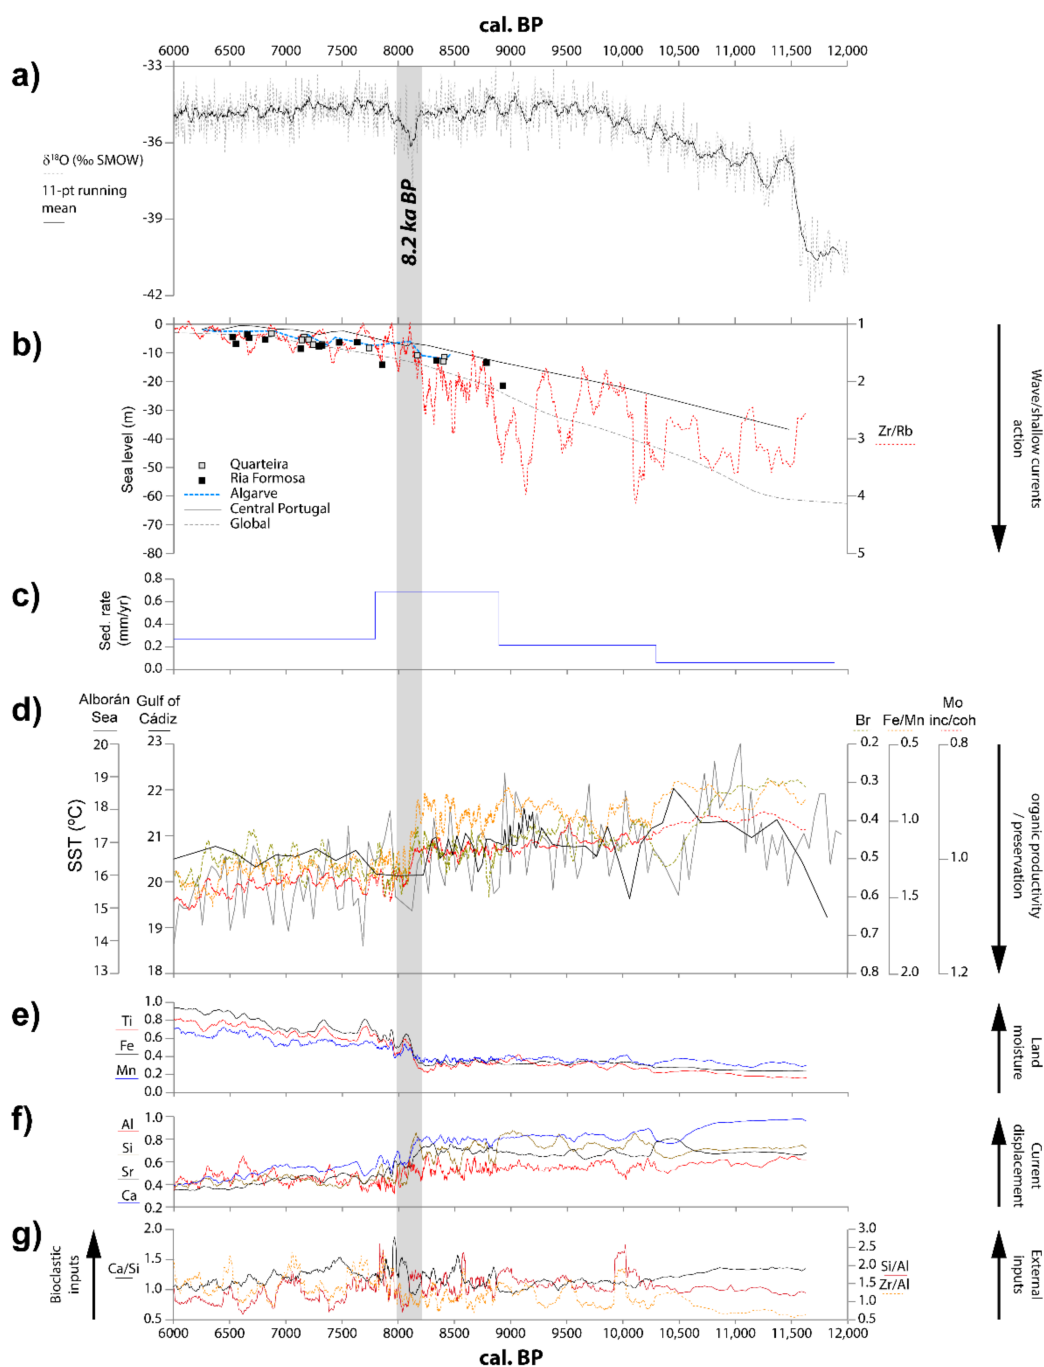 cal. BP
6000 6500 7000 7500 8000 8500 9000 9500 10,000 10,500 11,000 11,500 12,000
a)
-33
-36
-39
-42
δ18O (‰ SMOW)
11-pt running
mean
8.2 ka BP
b)
0
-10
-20
-30
-40
-50
-60
-70
-80
Sea level (m)
Quarteira
Ria Formosa
Algarve
Central Portugal
Global
1
2
3
4
5
Zr/Rb
Wave/shallow currents
action
c)
0.8
0.6
0.4
0.2
0.0
Sed. rate
(mm/yr)
d)
Alborán
Sea
Gulf of
Cádiz
20
19
18
17
16
15
14
13
SST (ºC)
23
22
21
20
19
18
Br
Fe/Mn
Mo
inc/coh
0.2
0.3
0.4
0.5
0.6
0.7
0.8
0.5
1.0
1.5
2.0
0.8
1.0
1.2
organic productivity
/ preservation
e)
Ti
Fe
Mn
1.0
0.8
0.6
0.4
0.2
0.0
Land
moisture
f)
Al
Si
Sr
Ca
1.0
0.8
0.6
0.4
0.2
Current
displacement
g)
Bioclastic
inputs
Ca/Si
2.0
1.5
1.0
0.5
3.0
2.5
2.0
1.5
1.0
0.5
Si/Al
Zr/Al
External
inputs
6000 6500 7000 7500 8000 8500 9000 9500 10,000 10,500 11,000 11,500 12,000
cal. BP